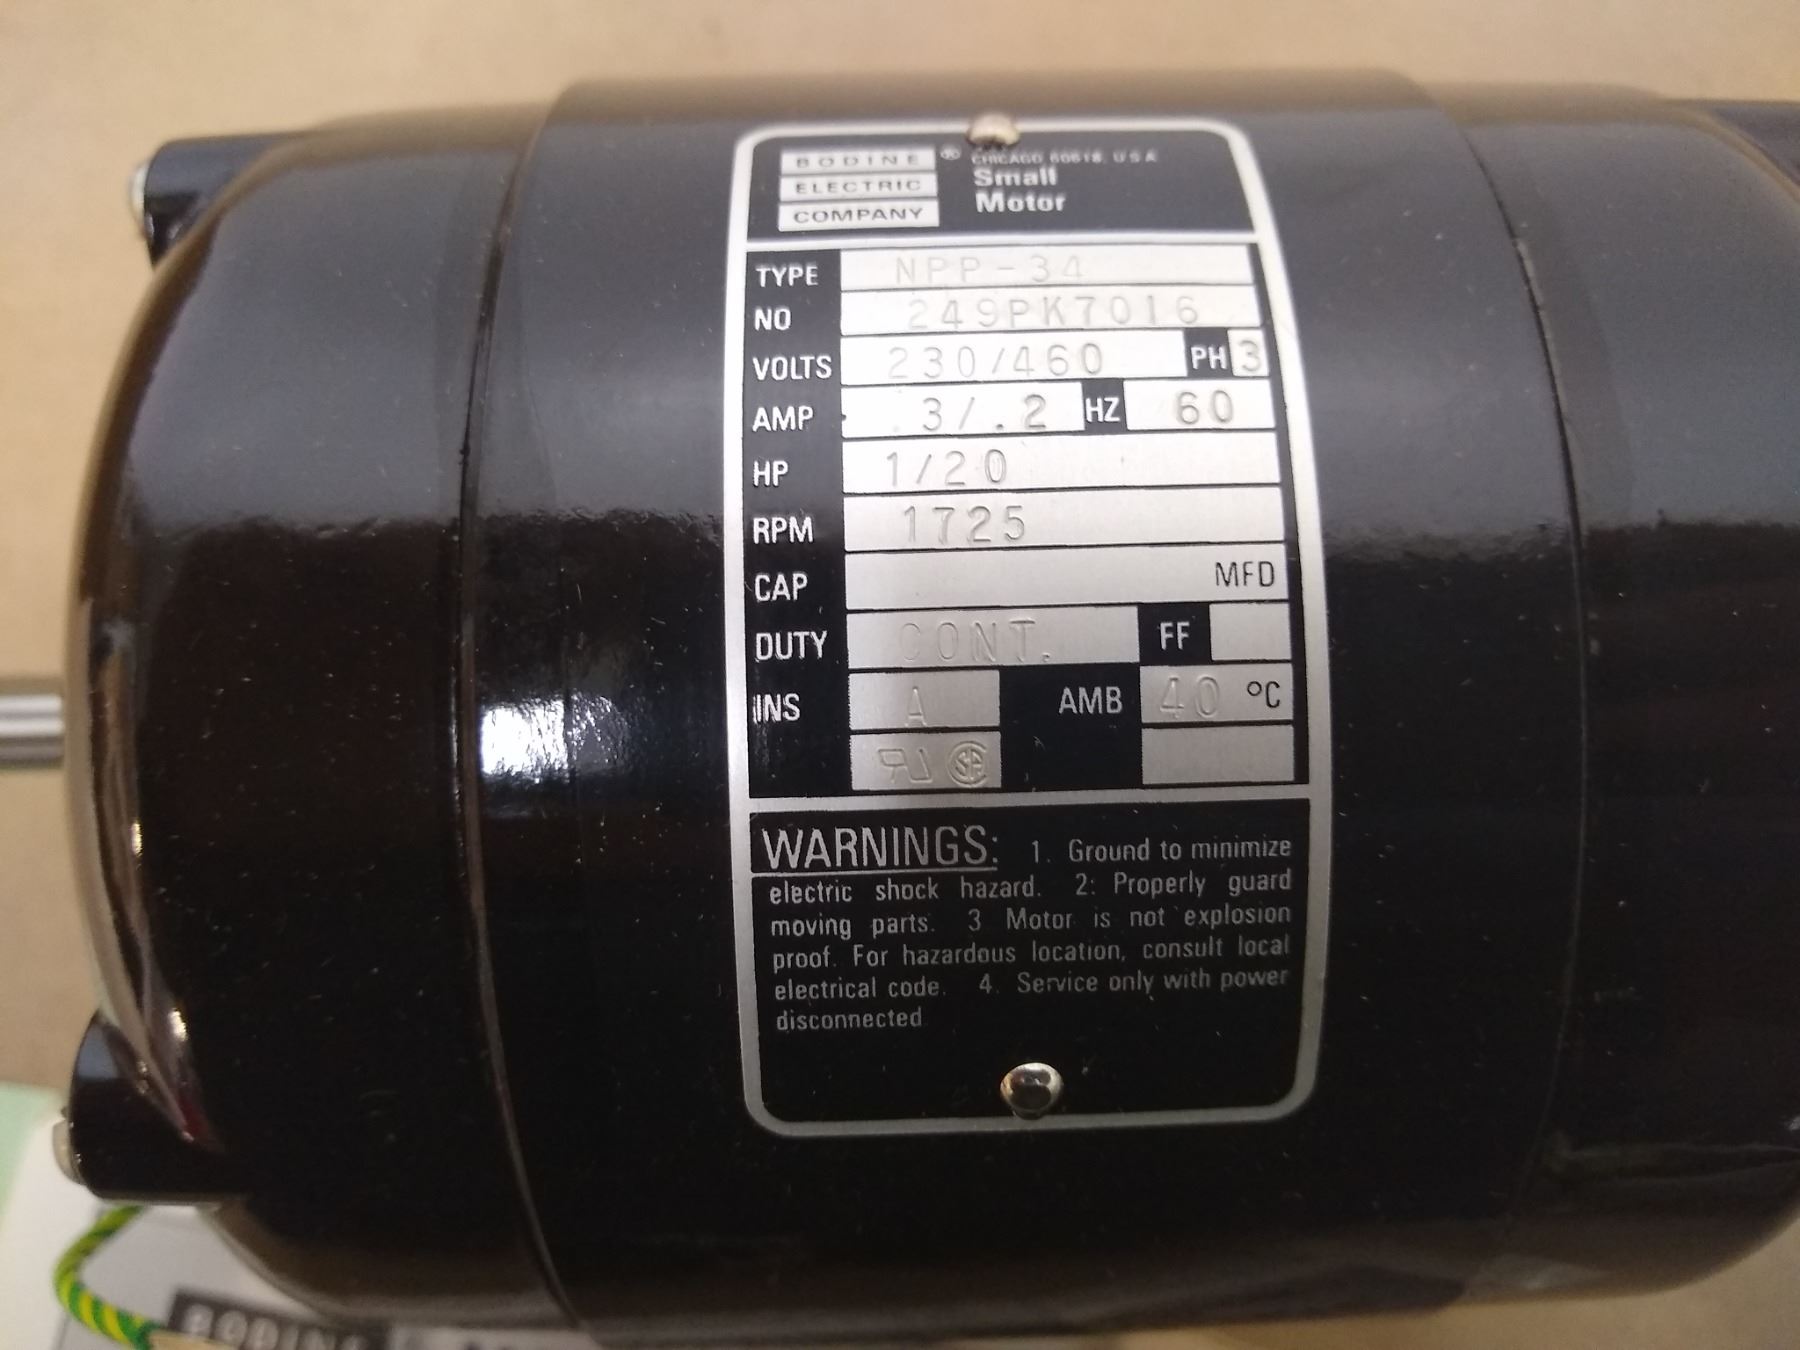 BODINE ® CHICAGO 60618, U S A
ELECTRIC Small
COMPANY Motor
TYPE NPP-34
NO 249PK7016
VOLTS 230/460 PH 3
AMP .3/.2 HZ 60
HP 1/20
RPM 1725
CAP MFD
DUTY CONT. FF
INS A AMB 40 °C
WARNINGS: 1. Ground to minimize
electric shock hazard. 2: Properly guard
moving parts. 3 Motor is not explosion
proof. For hazardous location, consult local
electrical code. 4. Service only with power
disconnected
BODINE